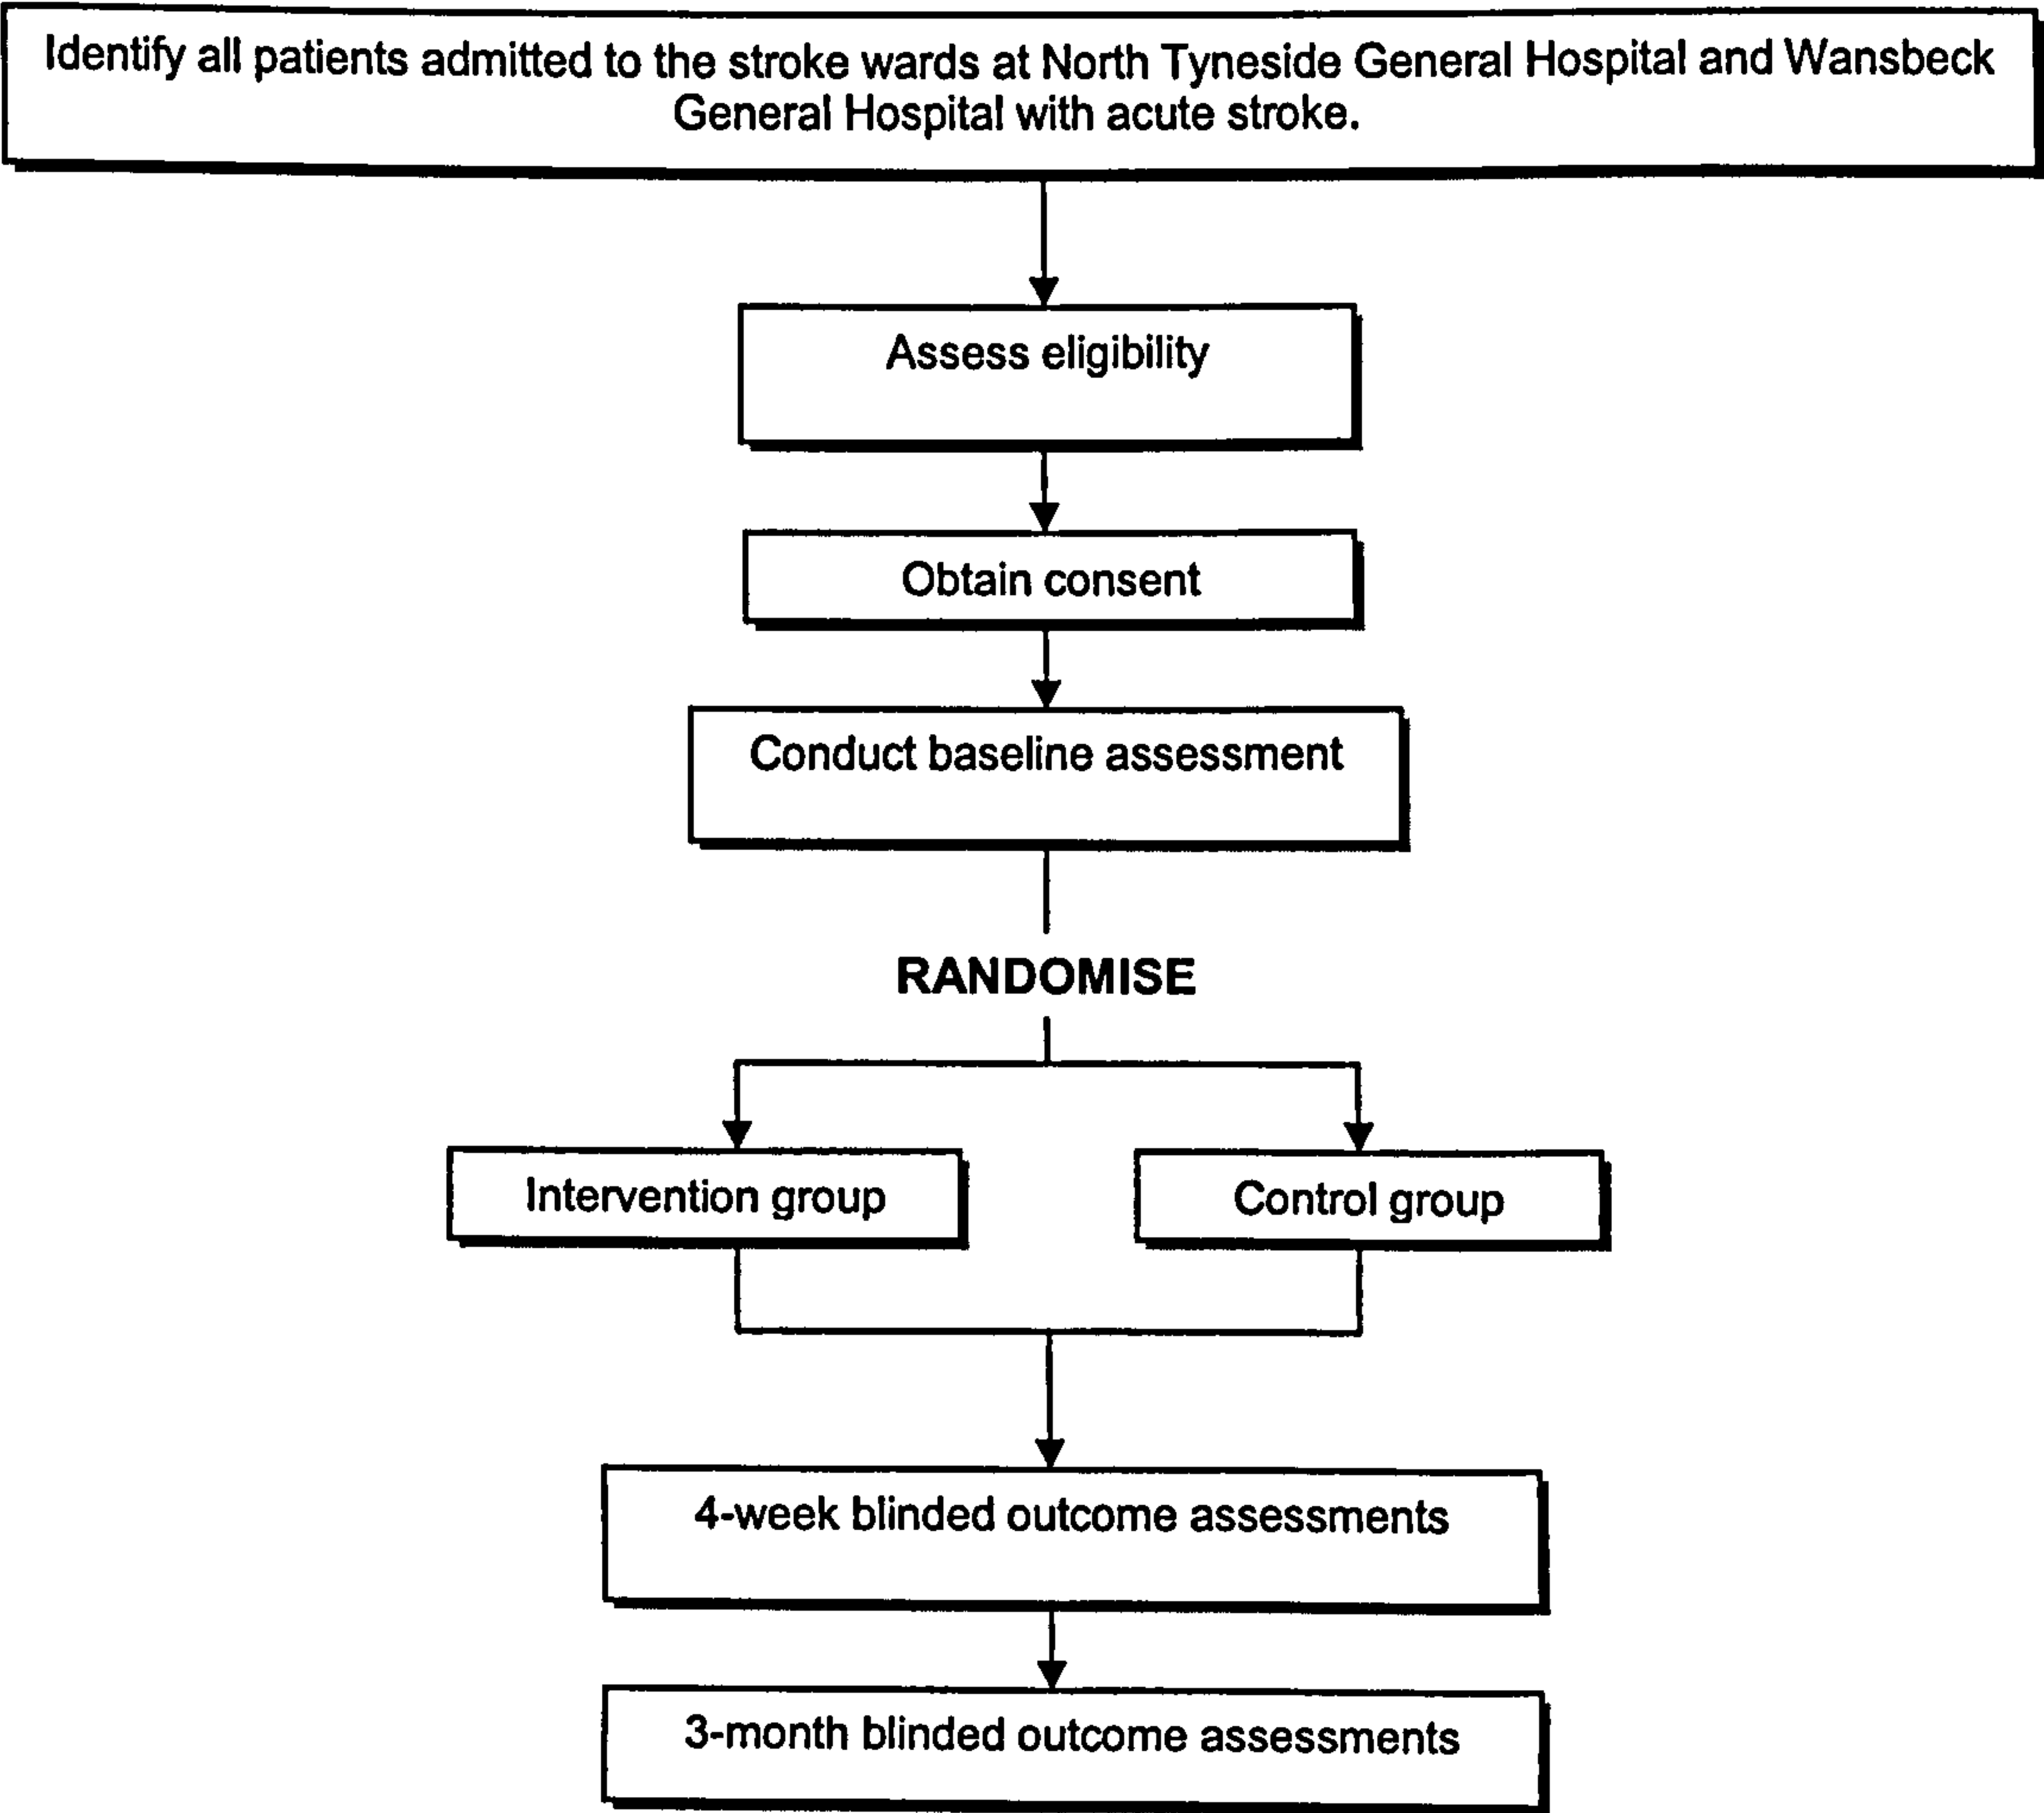 Identify all patients admitted to the stroke wards at North Tyneside General Hospital and Wansbeck
General Hospital with acute stroke.
Assess eligibility
Obtain consent
Conduct baseline assessment
RANDOMISE
Intervention group
Control group
4-week blinded outcome assessments
3-month blinded outcome assessments